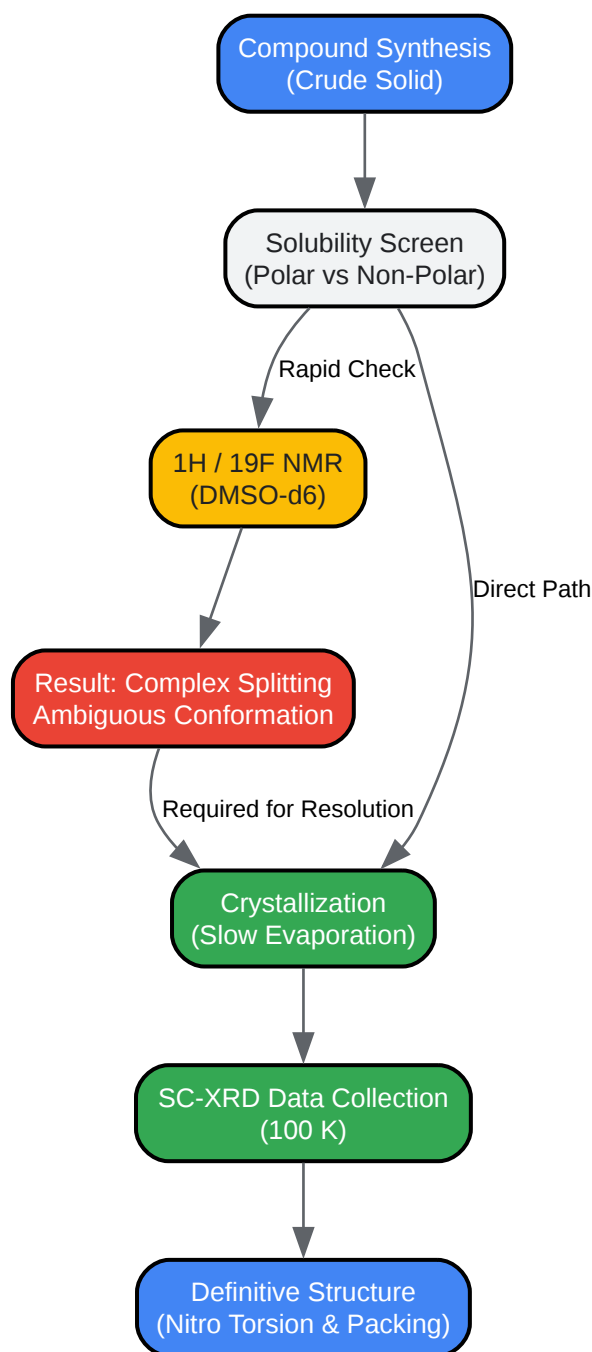 Compound Synthesis
(Crude Solid)
Solubility Screen
(Polar vs Non-Polar)
Rapid Check
1H / 19F NMR
(DMSO-d6)
Direct Path
Result: Complex Splitting
Ambiguous Conformation
Required for Resolution
Crystallization
(Slow Evaporation)
SC-XRD Data Collection
(100 K)
Definitive Structure
(Nitro Torsion & Packing)